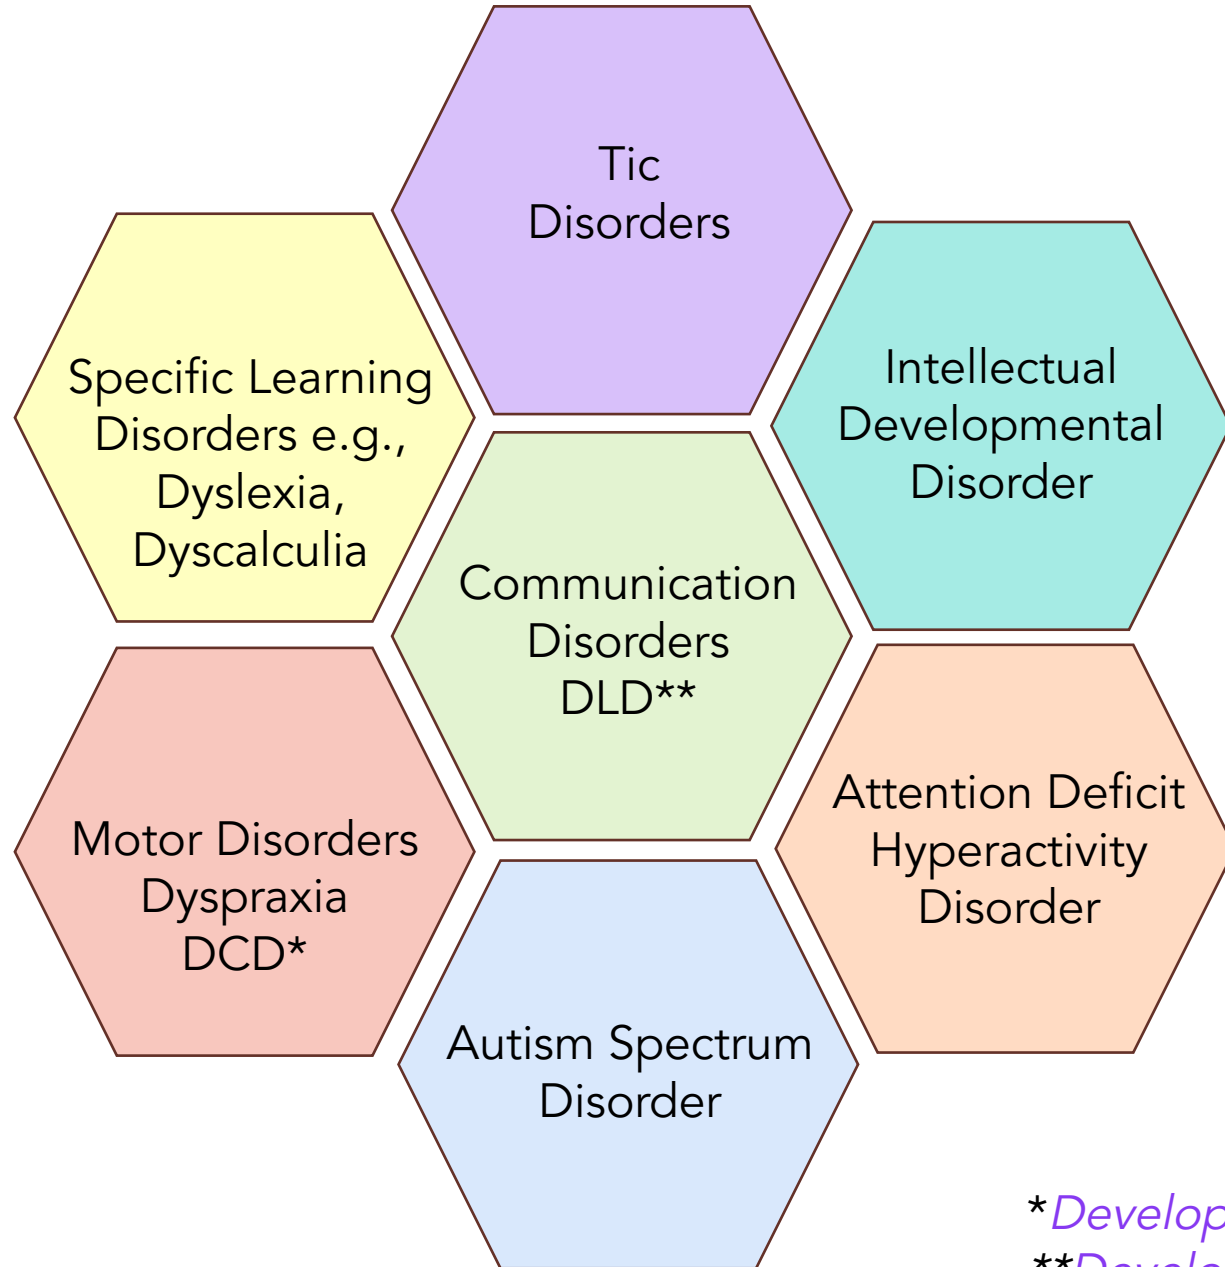 Tic
Disorders
Specific Learning
Disorders e.g.,
Dyslexia,
Dyscalculia
Intellectual
Developmental
Disorder
Communication
Disorders
DLD**
Motor Disorders
Dyspraxia
DCD*
Attention Deficit
Hyperactivity
Disorder
Autism Spectrum
Disorder